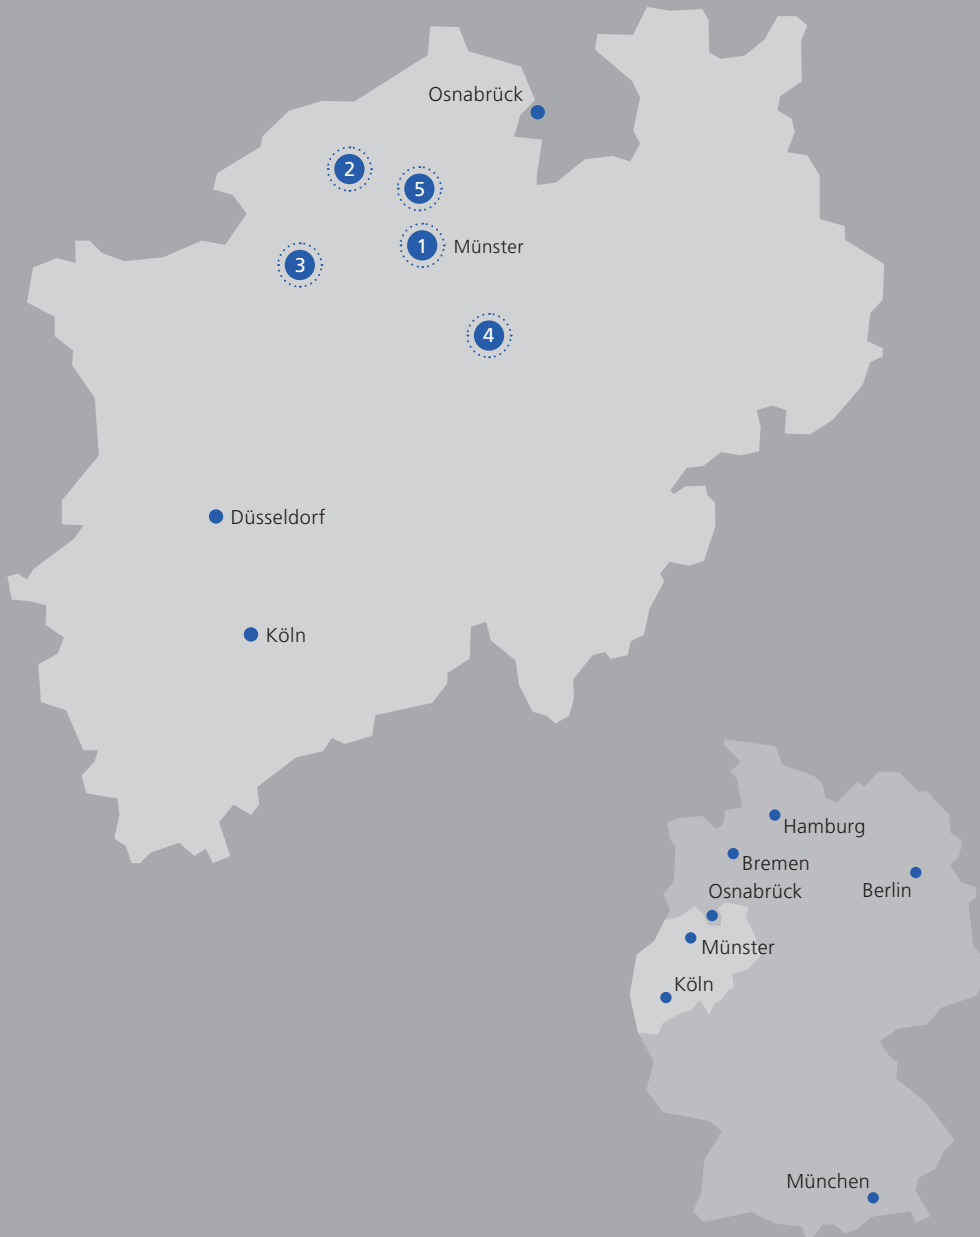 Osnabrück
2
5
1 Münster
3
4
Düsseldorf
Köln
Hamburg
Bremen
Osnabrück
Berlin
Münster
Köln
München